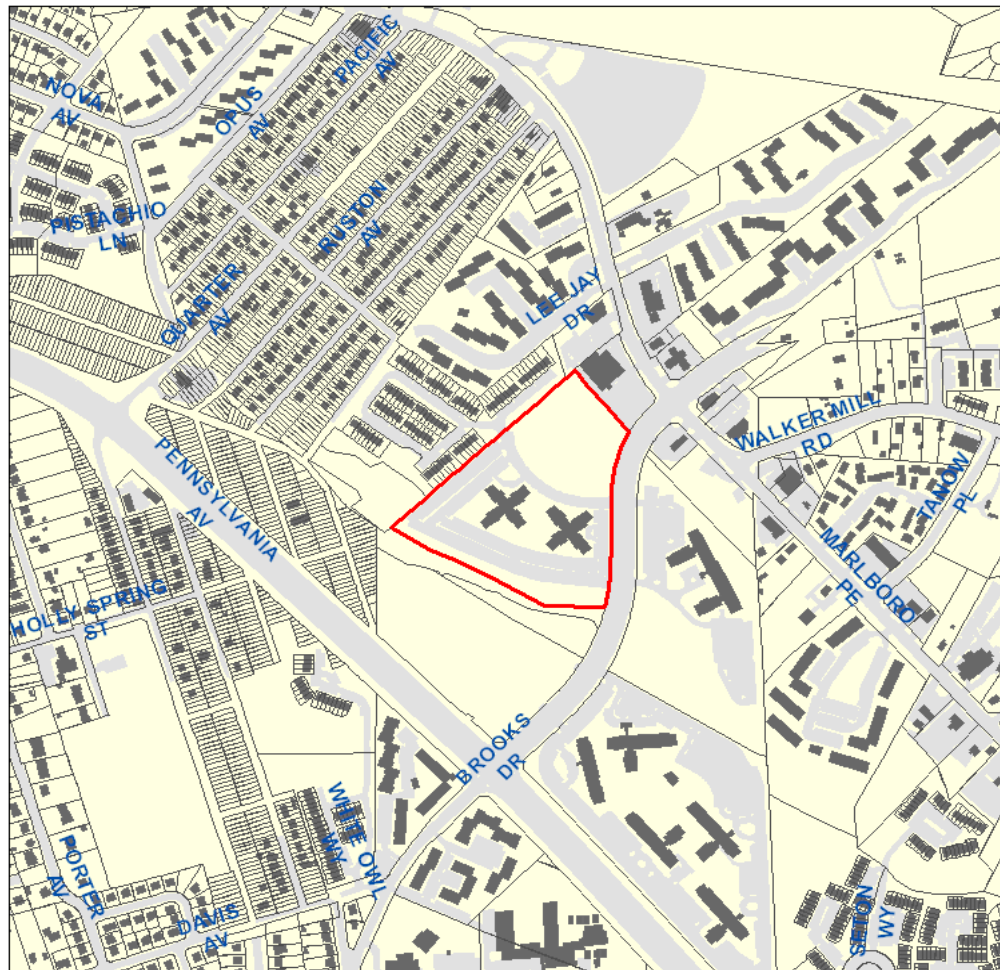 PACIFIC
AV
NOVA
AV
OPUS
AV
PISTACHIO
LN
RUSTON
AV
QUARTER
AV
LEE JAY
DR
WALKER MILL
RD
TANOW
PL
PENNSYLVANIA
AV
MARLBORO
PE
HOLLY SPRING
ST
BROOKS
DR
WHITE OWL
WY
PORTER
AV
DAVIS
AV
SETON
WY